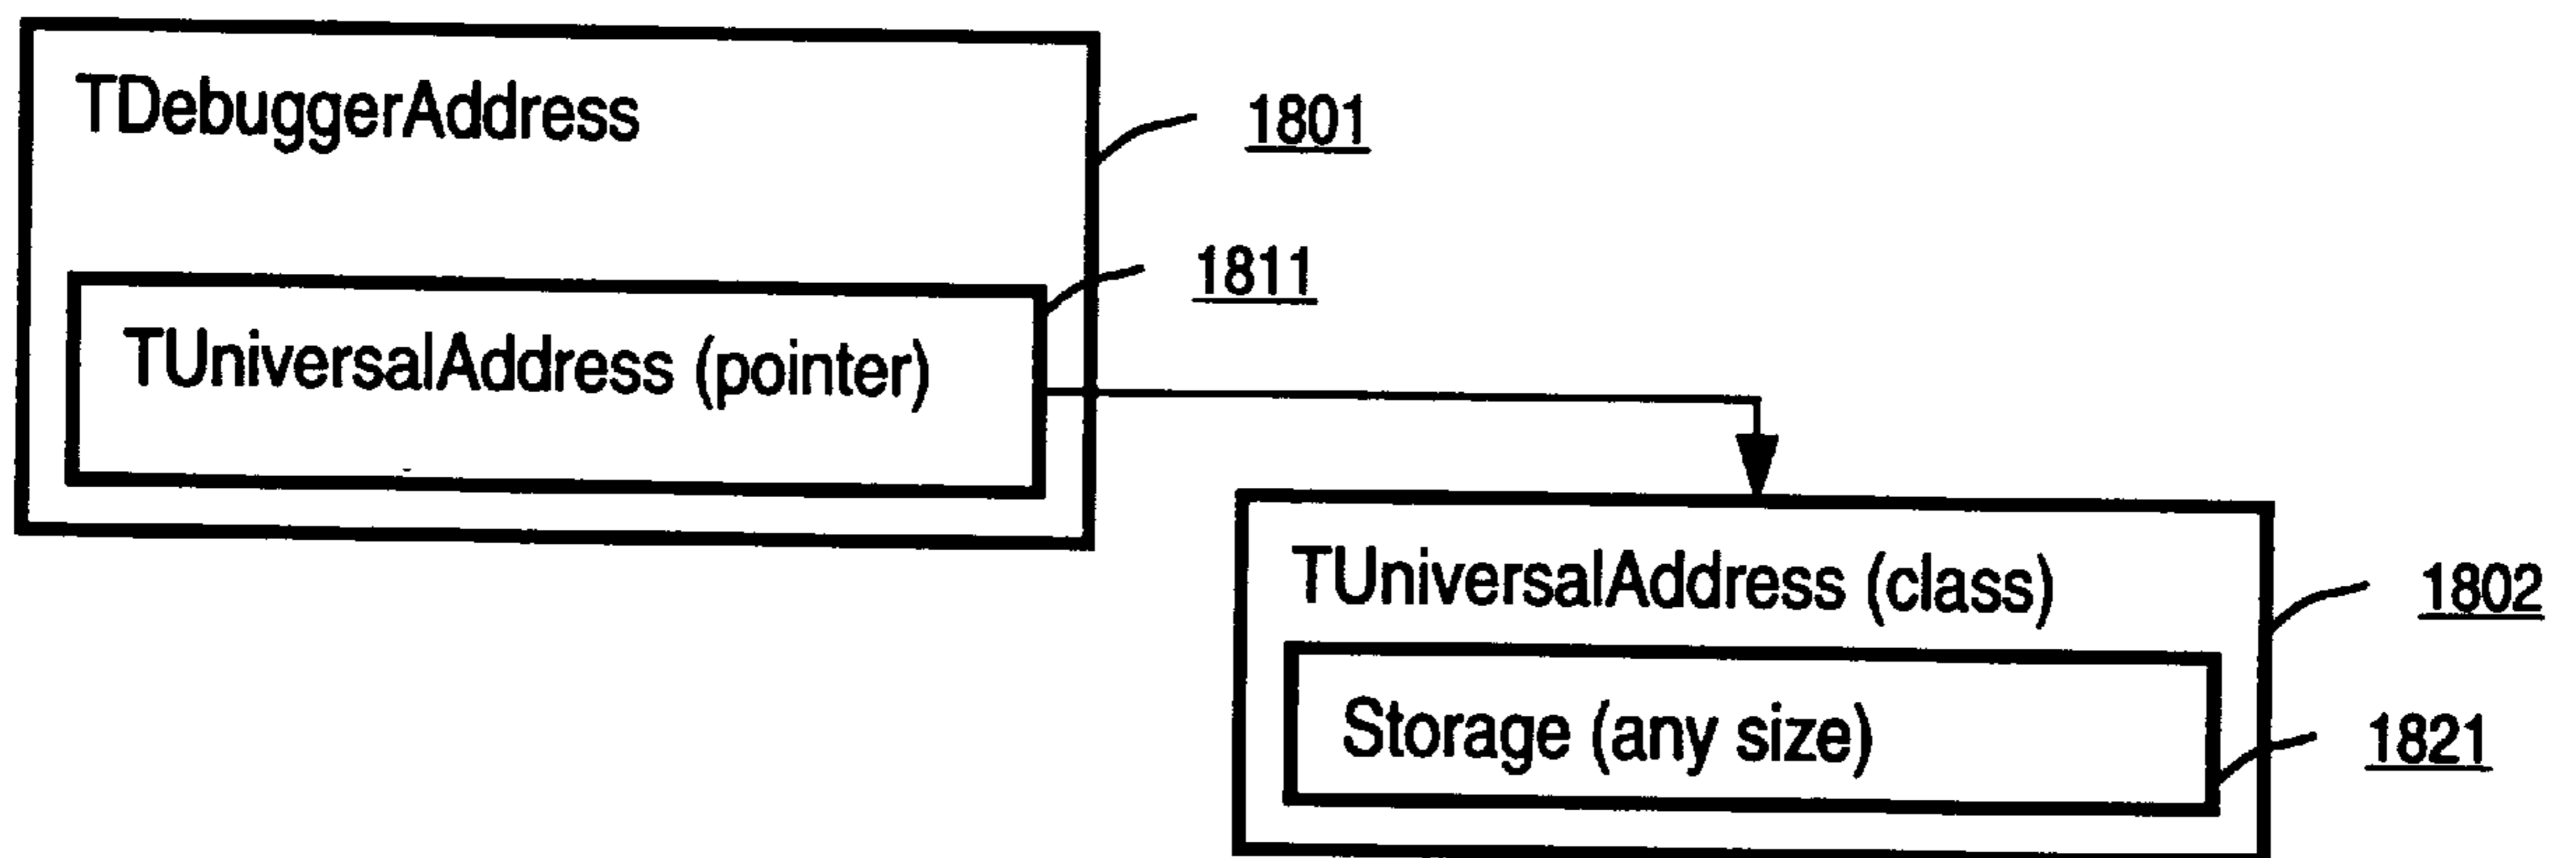 TDebuggerAddress
1801
1811
TUniversalAddress (pointer)
TUniversalAddress (class)
1802
Storage (any size)
1821